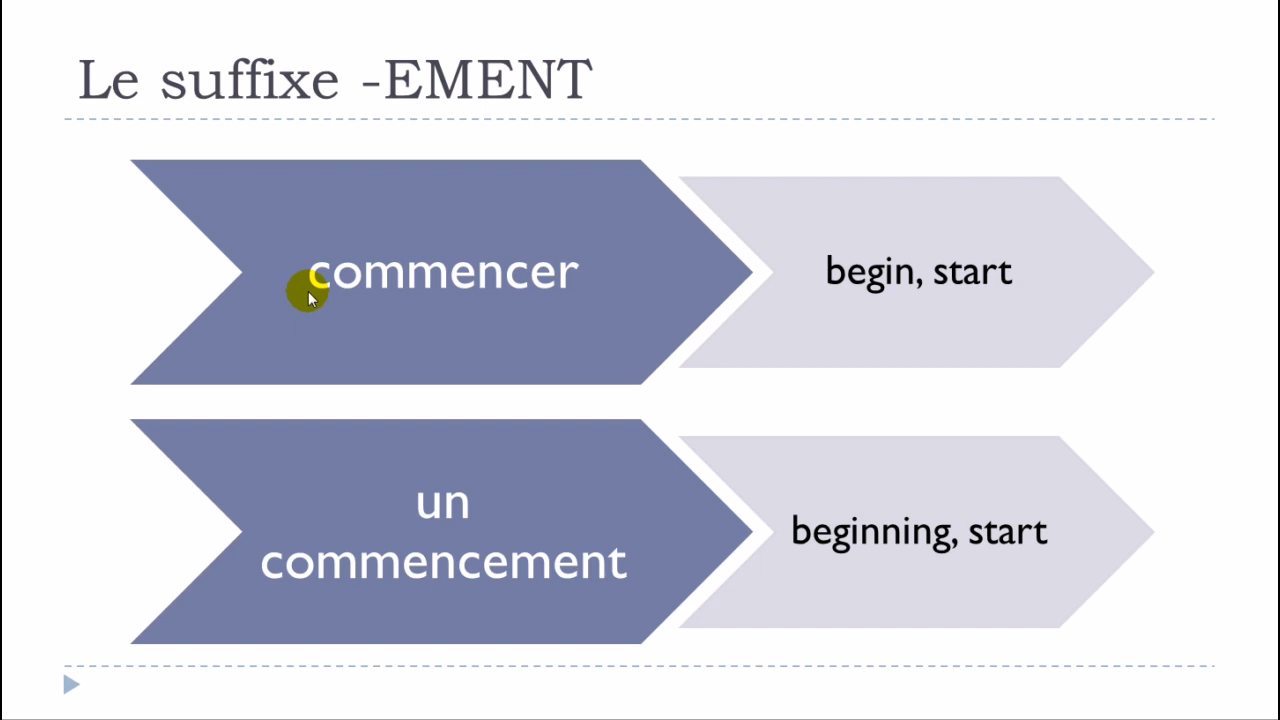 Le suffixe -EMENT
commencer
begin, start
un
commencement
beginning, start